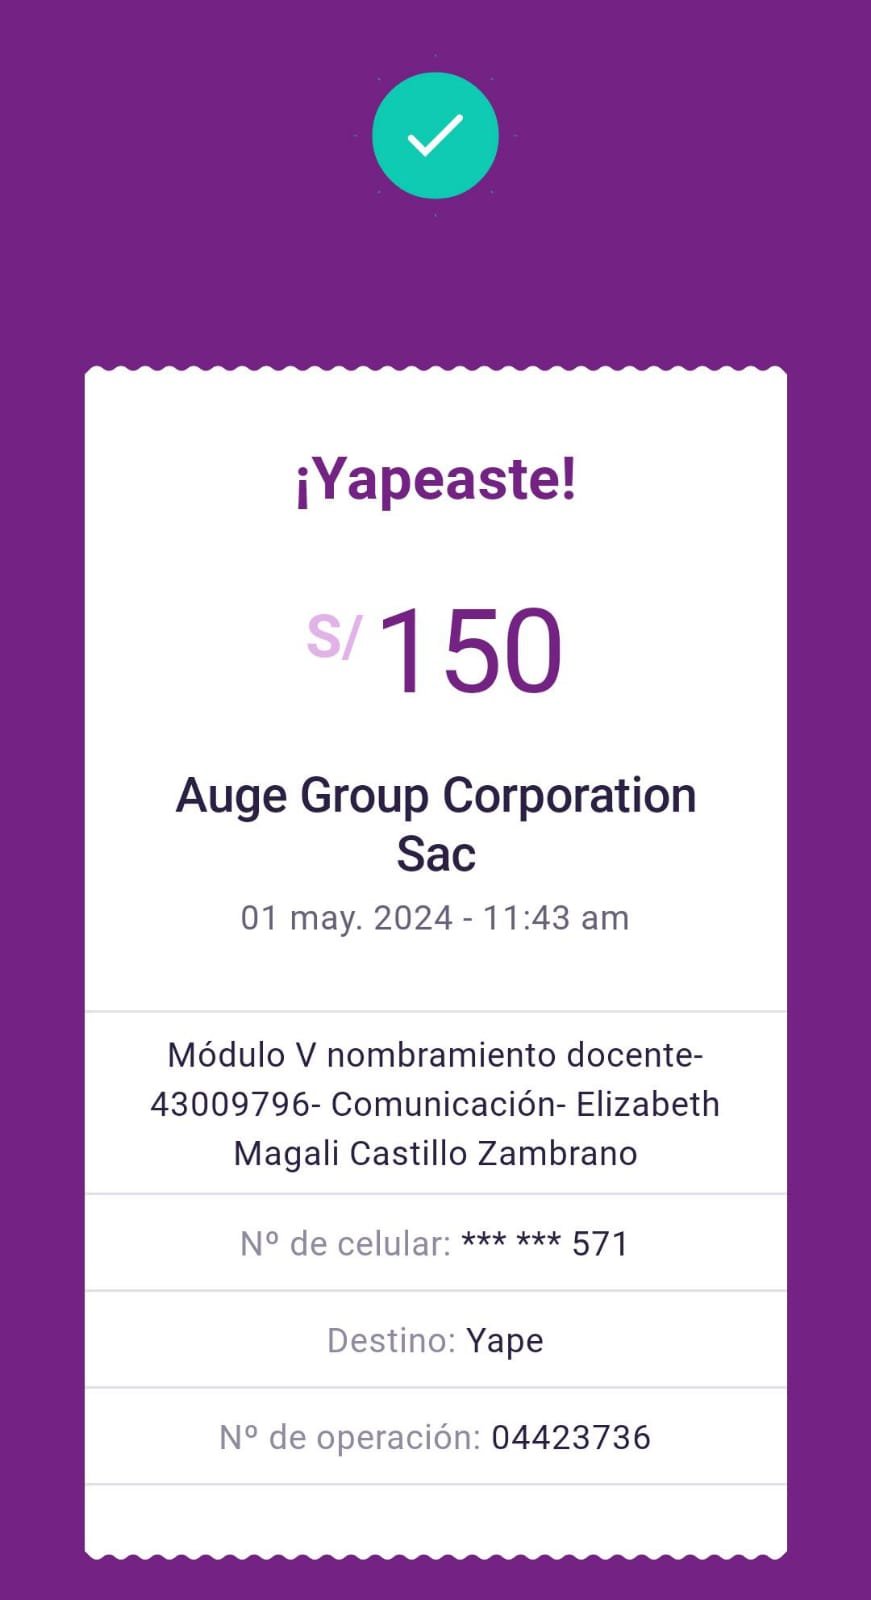 ¡Yapeaste!
S/ 150
Auge Group Corporation
Sac
01 may. 2024 - 11:43 am
Módulo V nombramiento docente-
43009796- Comunicación- Elizabeth
Magali Castillo Zambrano
Nº de celular: *** *** 571
Destino: Yape
Nº de operación: 04423736